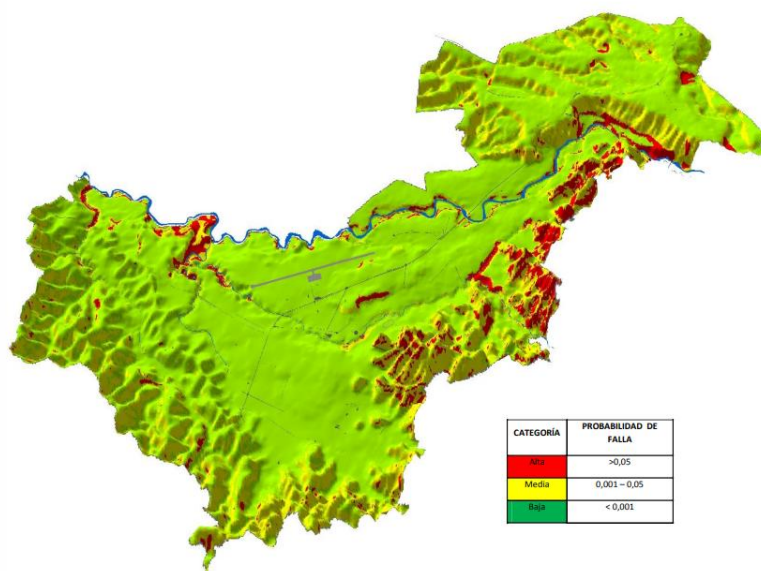 CATEGORÍA PROBABILIDAD DE FALLA
Alta >0,05
Media 0,001 – 0,05
Baja < 0,001